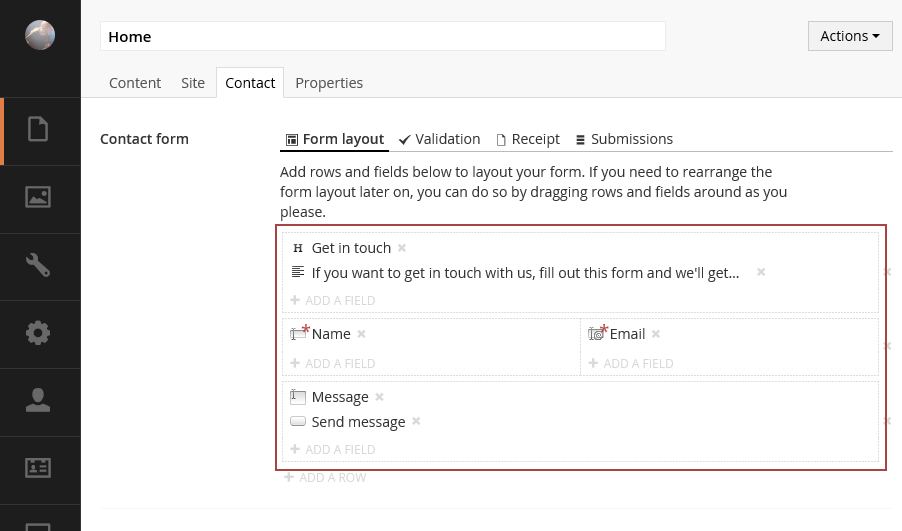 Home
Actions
Content Site Contact Properties
Contact form
Form layout Validation Receipt Submissions
Add rows and fields below to layout your form. If you need to rearrange the
form layout later on, you can do so by dragging rows and fields around as you
please.
H Get in touch
If you want to get in touch with us, fill out this form and we'll get...
ADD A FIELD
Name Email
ADD A FIELD ADD A FIELD
Message
Send message
ADD A FIELD
ADD A ROW